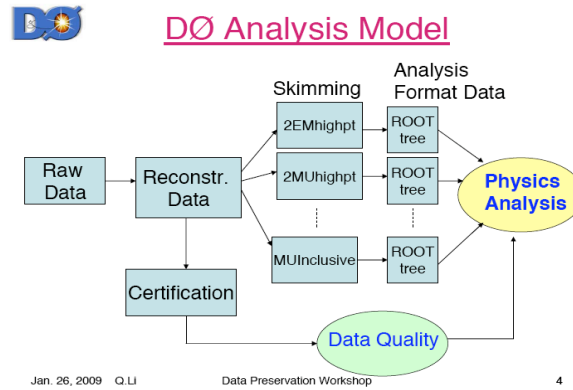 DØ
DØ Analysis Model
Skimming
Analysis
Format Data
2EMhighpt
ROOT
tree
Raw
Data
Reconstr.
Data
2MUhighpt
ROOT
tree
Physics
Analysis
MUInclusive
ROOT
tree
Certification
Data Quality
Jan. 26, 2009 Q.Li Data Preservation Workshop 4